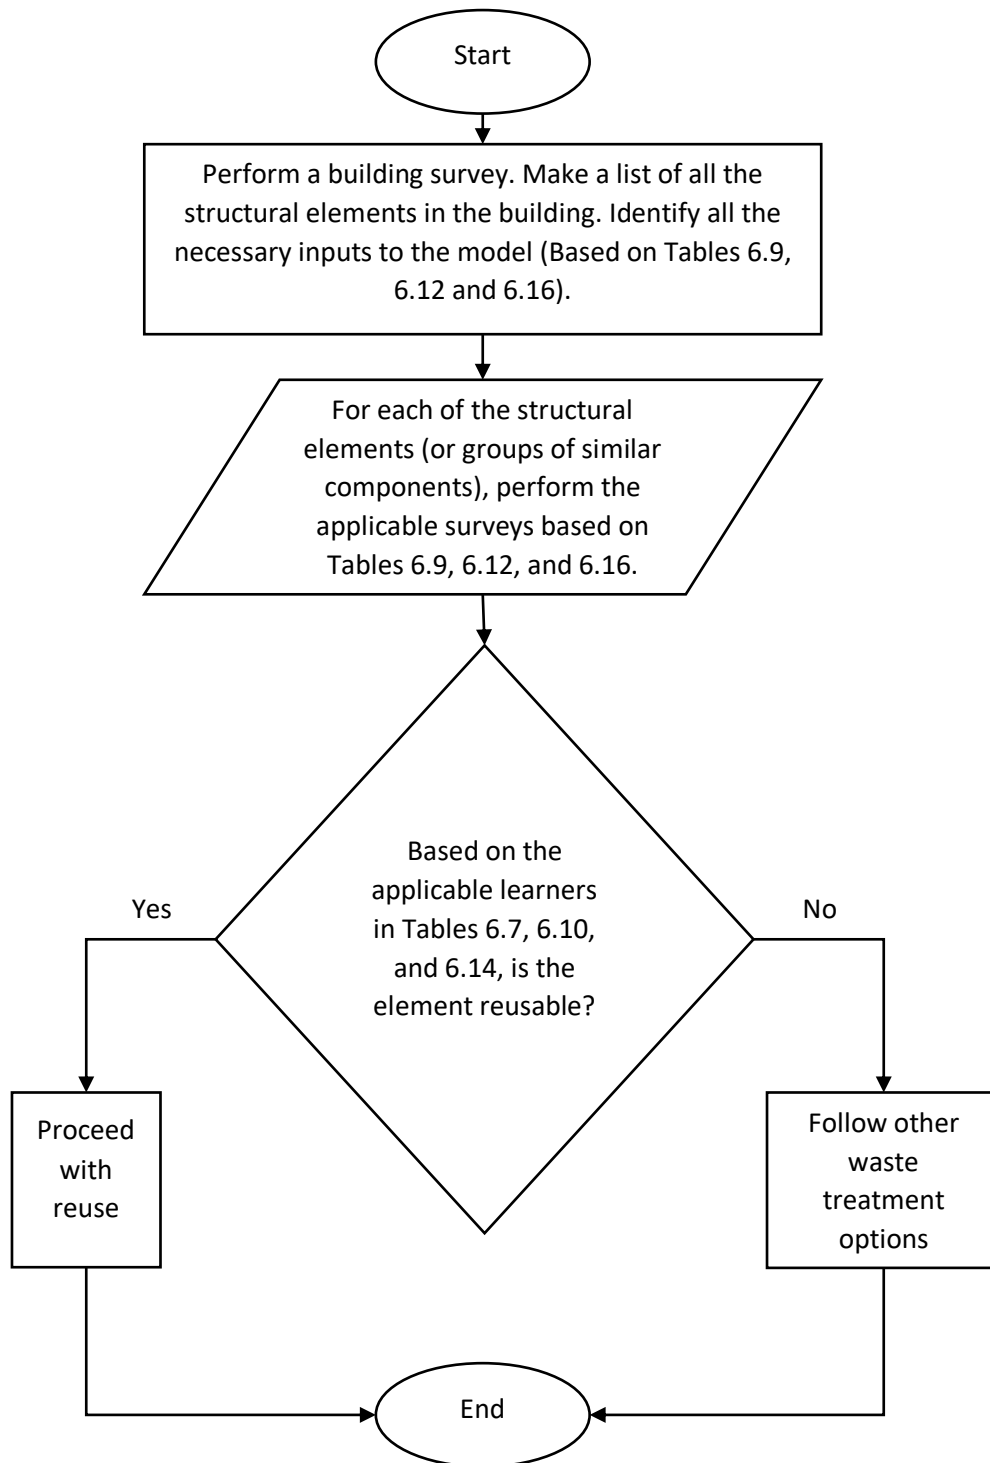 Start
Perform a building survey. Make a list of all the
structural elements in the building. Identify all the
necessary inputs to the model (Based on Tables 6.9,
6.12 and 6.16).
For each of the structural
elements (or groups of similar
components), perform the
applicable surveys based on
Tables 6.9, 6.12, and 6.16.
Based on the
applicable learners
in Tables 6.7, 6.10,
and 6.14, is the
element reusable?
Yes
No
Proceed
with
reuse
Follow other
waste
treatment
options
End